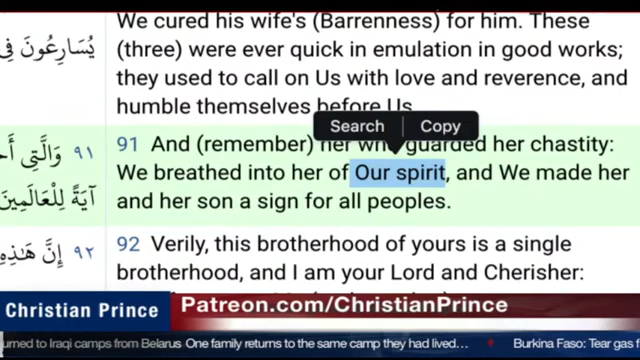 We cured his wife's (Barrenness) for him. These
يُسَارِعُونَ فِي
(three) were ever quick in emulation in good works;
they used to call on Us with love and reverence, and
humble themselves before Us.
Search Copy
٩١ وَالَّتِي
91 And (remember) her who guarded her chastity:
We breathed into her of Our spirit, and We made her
آيَةً لِلْعَالَمِينَ
and her son a sign for all peoples.
٩٢ إِنَّ هَٰذِهِ
92 Verily, this brotherhood of yours is a single
brotherhood, and I am your Lord and Cherisher:
Christian Prince
Patreon.com/ChristianPrince
to Iraqi camps from Belarus One family returns to the same camp they had lived... Burkina Faso: Tear gas